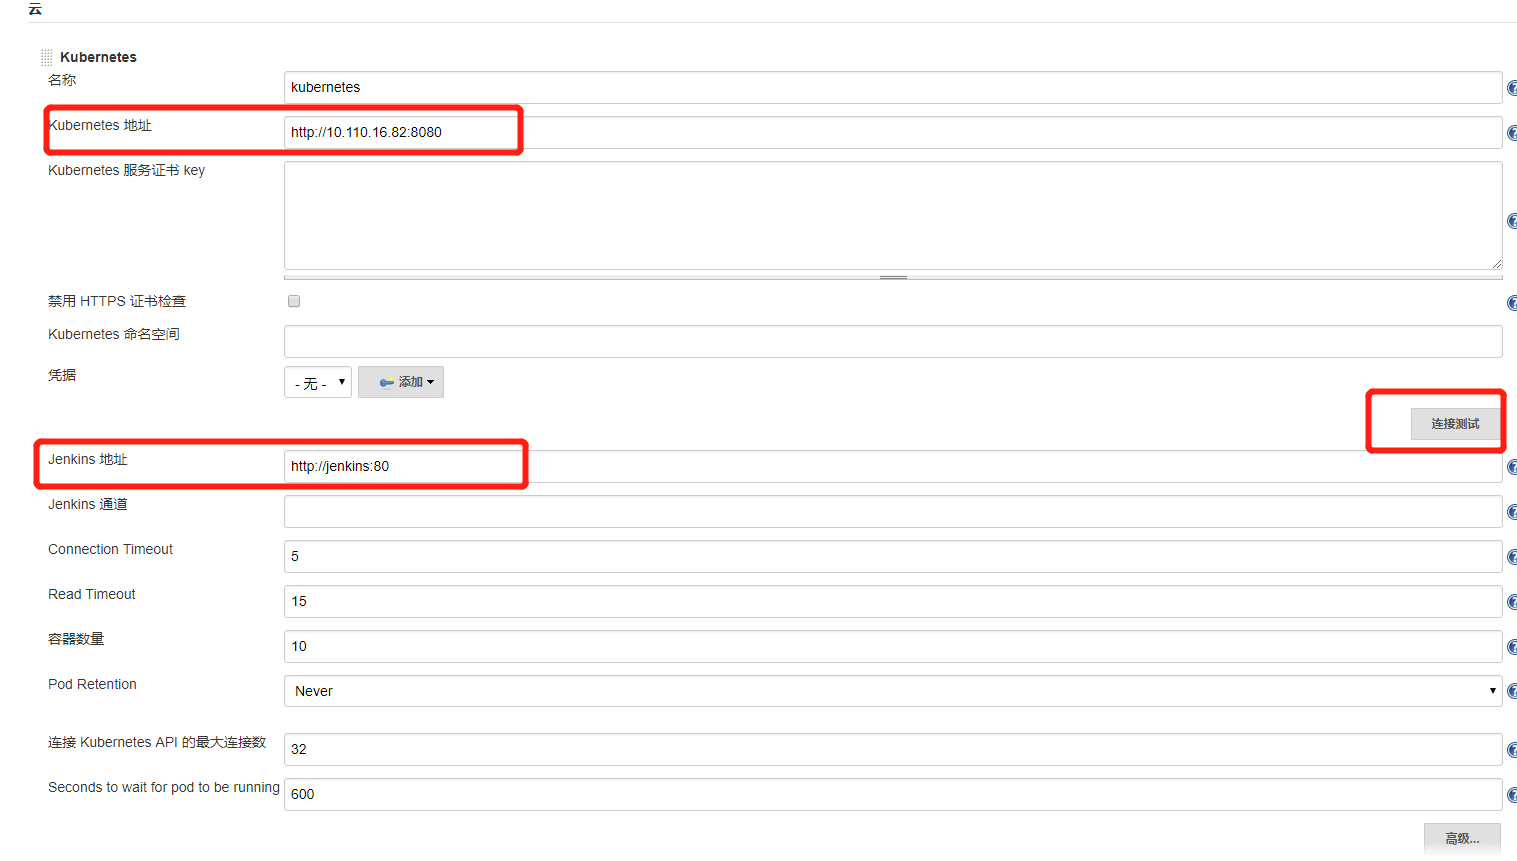 云
Kubernetes
名称
kubernetes
Kubernetes 地址
http://10.110.16.82:8080
Kubernetes 服务证书 key
禁用 HTTPS 证书检查
Kubernetes 命名空间
凭据
- 无 -
添加
连接测试
Jenkins 地址
http://jenkins:80
Jenkins 通道
Connection Timeout
5
Read Timeout
15
容器数量
10
Pod Retention
Never
连接 Kubernetes API 的最大连接数
32
Seconds to wait for pod to be running
600
高级...